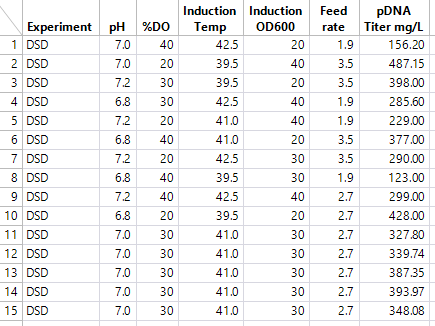 Experiment pH %DO Induction Temp Induction OD600 Feed rate pDNA Titer mg/L
1 DSD 7.0 40 42.5 20 1.9 156.20
2 DSD 7.0 20 39.5 40 3.5 487.15
3 DSD 7.2 30 39.5 20 3.5 398.00
4 DSD 6.8 30 42.5 40 1.9 285.60
5 DSD 7.2 20 41.0 40 1.9 229.00
6 DSD 6.8 40 41.0 20 3.5 377.00
7 DSD 7.2 20 42.5 30 3.5 290.00
8 DSD 6.8 40 39.5 30 1.9 123.00
9 DSD 7.2 40 42.5 40 2.7 299.00
10 DSD 6.8 20 39.5 20 2.7 428.00
11 DSD 7.0 30 41.0 30 2.7 327.80
12 DSD 7.0 30 41.0 30 2.7 339.74
13 DSD 7.0 30 41.0 30 2.7 387.35
14 DSD 7.0 30 41.0 30 2.7 393.97
15 DSD 7.0 30 41.0 30 2.7 348.08